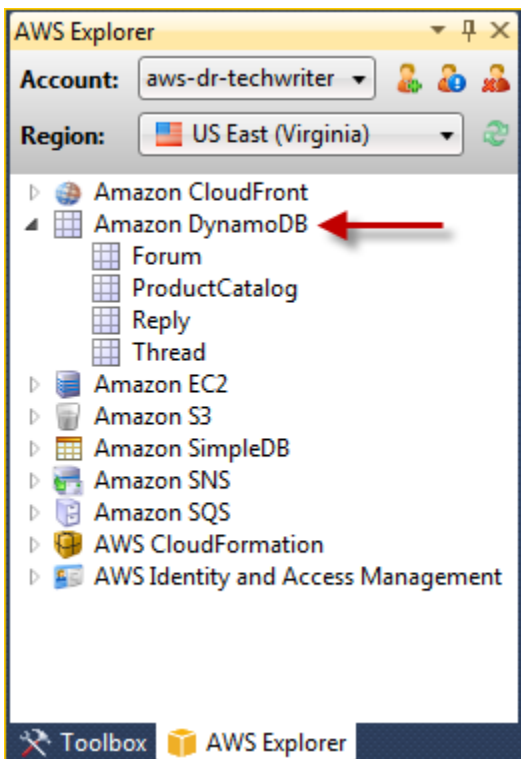 AWS Explorer
Account: aws-dr-techwriter
Region: US East (Virginia)
Amazon CloudFront
Amazon DynamoDB
Forum
ProductCatalog
Reply
Thread
Amazon EC2
Amazon S3
Amazon SimpleDB
Amazon SNS
Amazon SQS
AWS CloudFormation
AWS Identity and Access Management
Toolbox AWS Explorer